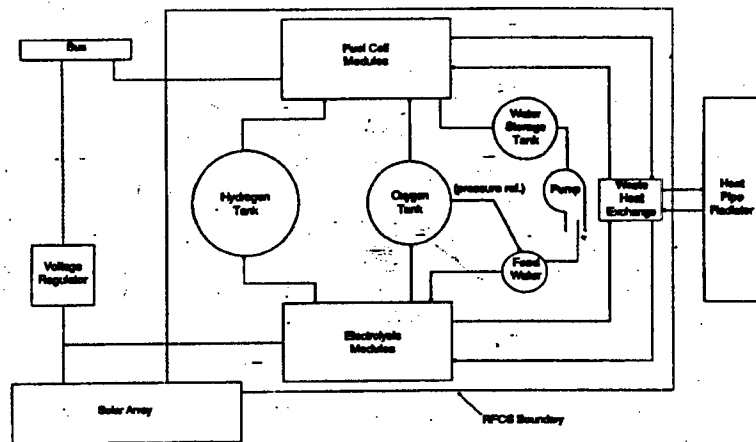 Bus
Fuel Cell
Modules
Water
Storage
Tank
Hydrogen
Tank
Oxygen
Tank
(pressure ref.)
Pump
Waste
Heat
Exchange
Heat
Pipe
Radiator
Voltage
Regulator
Feed
Water
Electrolysis
Modules
Solar Array
RFCS Boundary